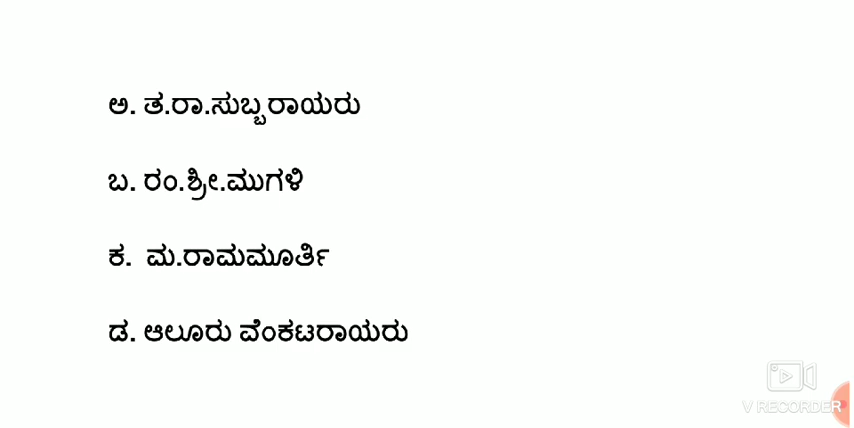 ಅ. ತ.ರಾ.ಸುಬ್ಬರಾಯರು
ಬ. ರಂ.ಶ್ರೀ.ಮುಗಳಿ
ಕ. ಮ.ರಾಮಮೂರ್ತಿ
ಡ. ಆಲೂರು ವೆಂಕಟರಾಯರು
V RECORDER